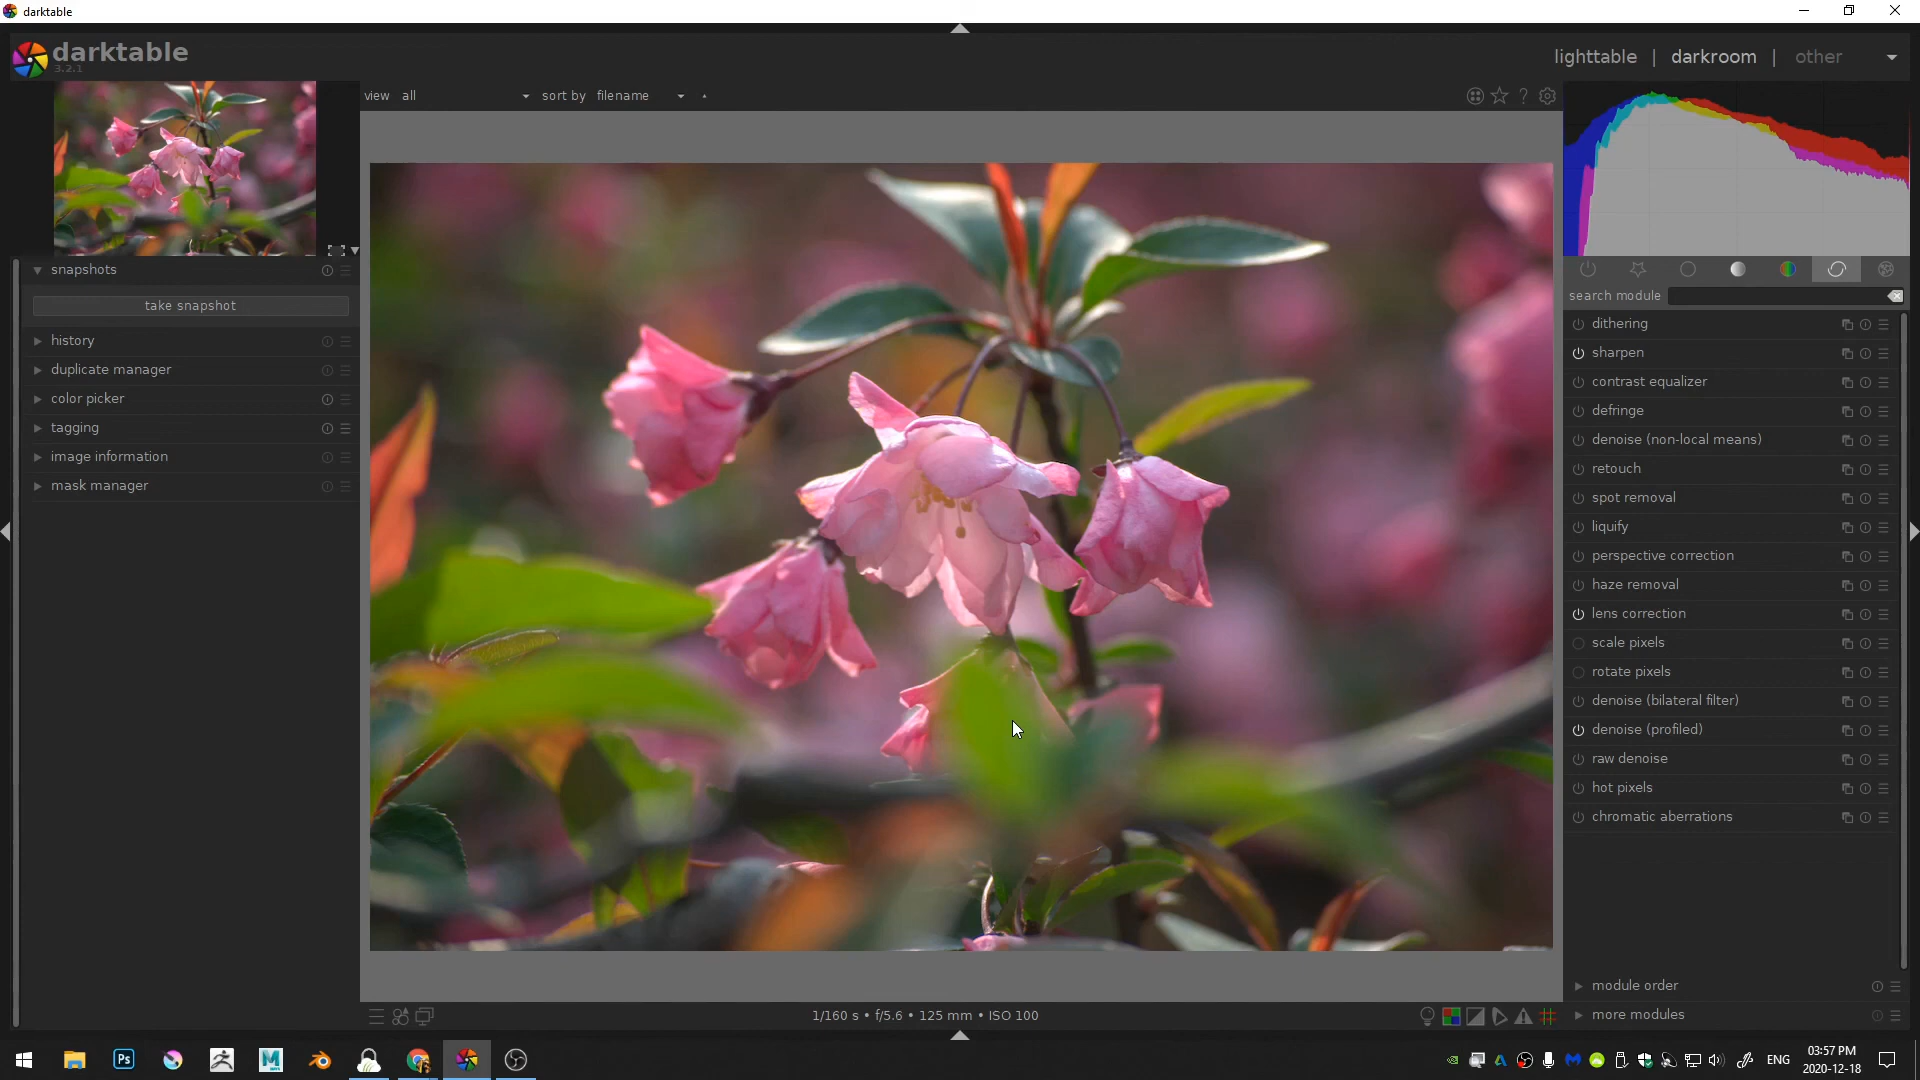 darktable
darktable
3.2.1
lighttable | darkroom | other
view all sort by filename
snapshots
take snapshot
history
duplicate manager
color picker
tagging
image information
mask manager
search module
dithering
sharpen
contrast equalizer
defringe
denoise (non-local means)
retouch
spot removal
liquify
perspective correction
haze removal
lens correction
scale pixels
rotate pixels
denoise (bilateral filter)
denoise (profiled)
raw denoise
hot pixels
chromatic aberrations
module order
more modules
1/160 s • f/5.6 • 125 mm • ISO 100
Ps
ENG
03:57 PM
2020-12-18